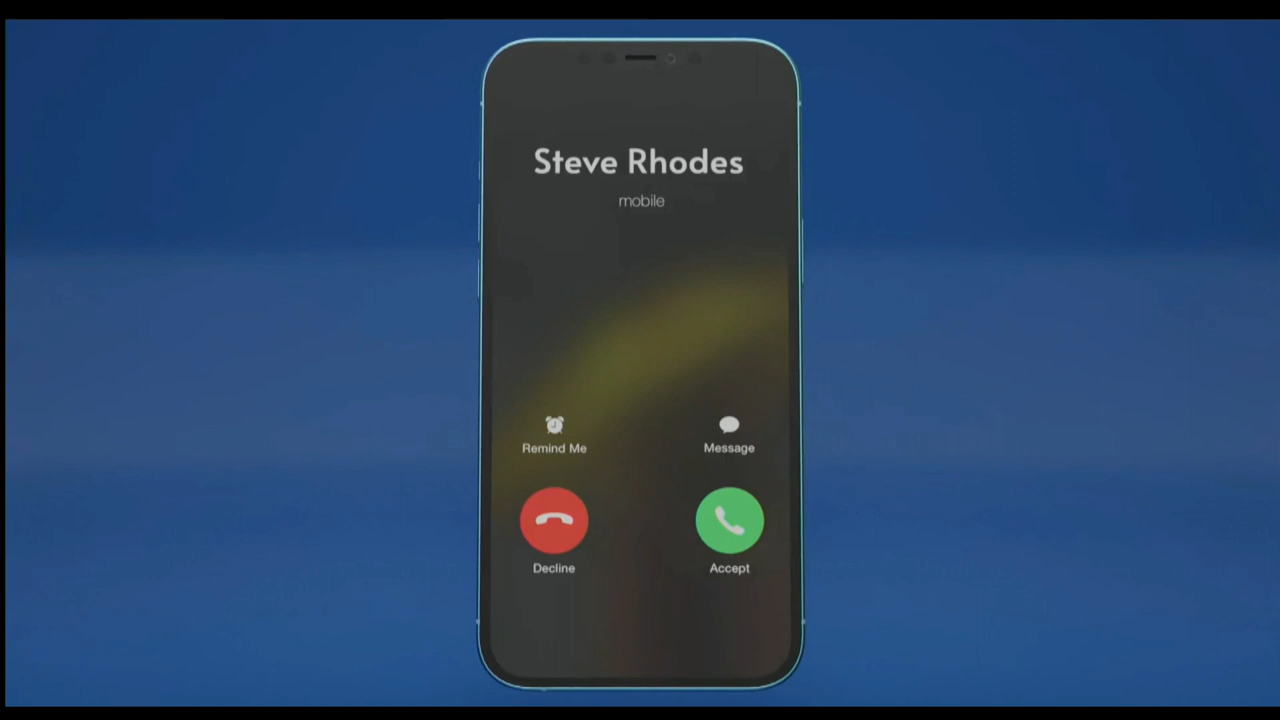 Steve Rhodes
mobile
Remind Me
Message
Decline
Accept